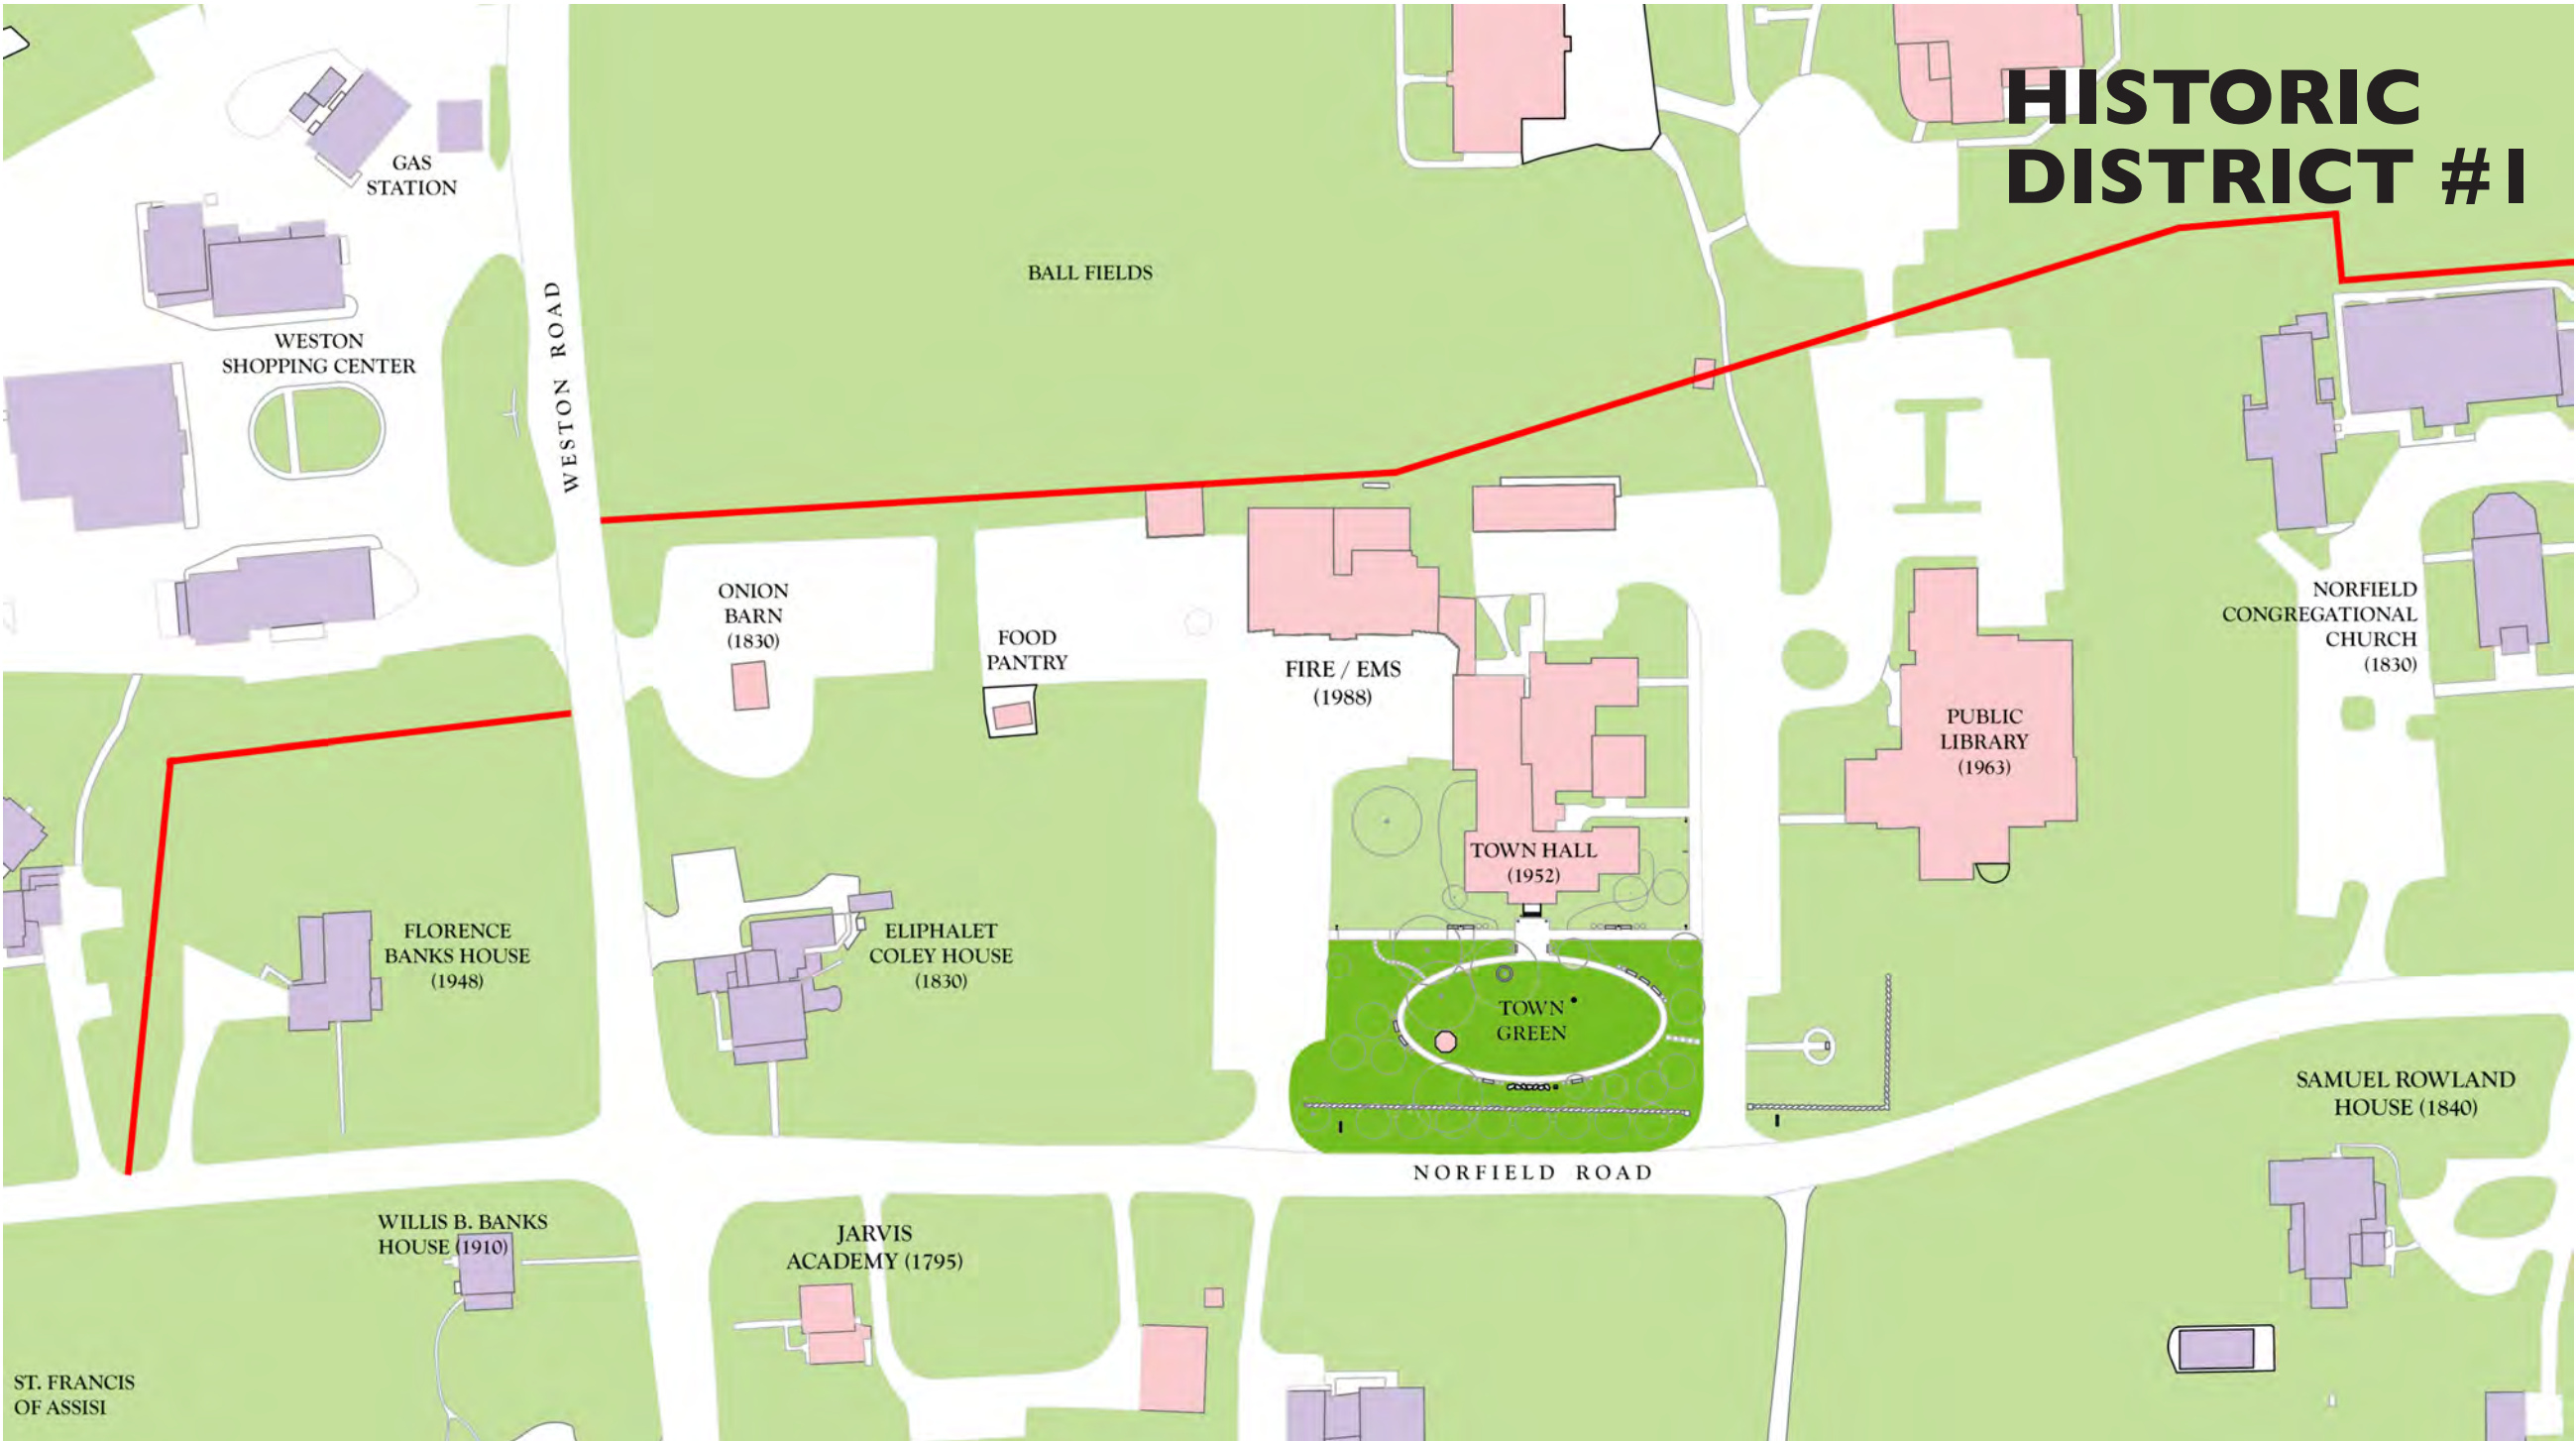 HISTORIC
DISTRICT #1
GAS
STATION
BALL FIELDS
WESTON
SHOPPING CENTER
WESTON ROAD
ONION
BARN
(1830)
FOOD
PANTRY
FIRE / EMS
(1988)
NORFIELD
CONGREGATIONAL
CHURCH
(1830)
PUBLIC
LIBRARY
(1963)
TOWN HALL
(1952)
FLORENCE
BANKS HOUSE
(1948)
ELIPHALET
COLEY HOUSE
(1830)
TOWN
GREEN
SAMUEL ROWLAND
HOUSE (1840)
NORFIELD ROAD
WILLIS B. BANKS
HOUSE (1910)
JARVIS
ACADEMY (1795)
ST. FRANCIS
OF ASSISI